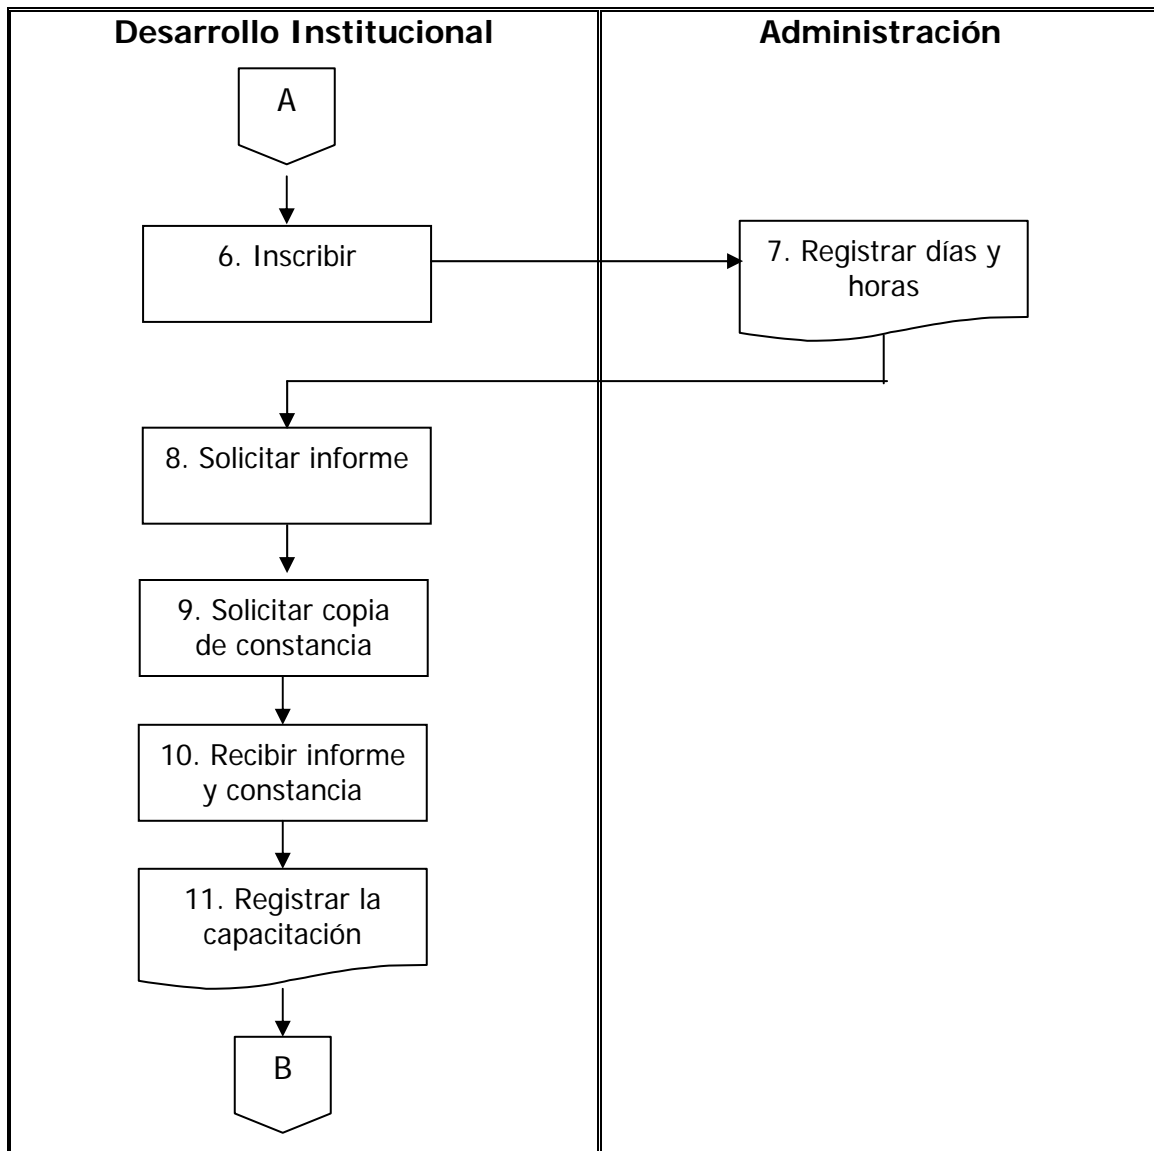 Desarrollo Institucional
Administración
A
6. Inscribir
7. Registrar días y
horas
8. Solicitar informe
9. Solicitar copia
de constancia
10. Recibir informe
y constancia
11. Registrar la
capacitación
B